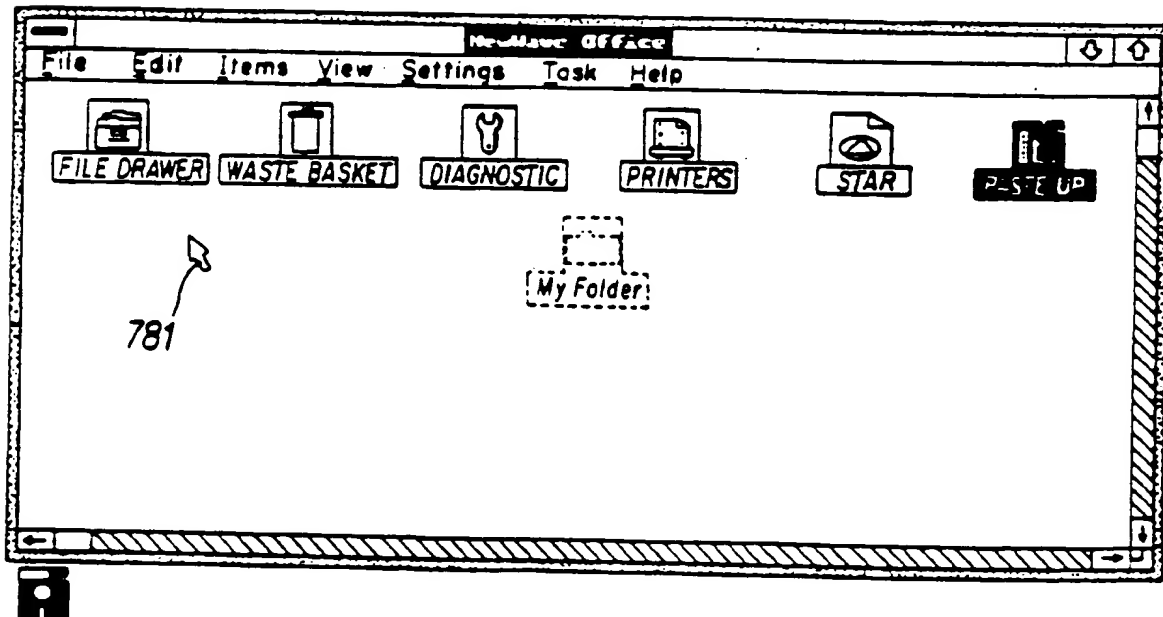 NewWave Office
File Edit Items View Settings Task Help
FILE DRAWER WASTE BASKET DIAGNOSTIC PRINTERS STAR PASTE UP
My Folder
781